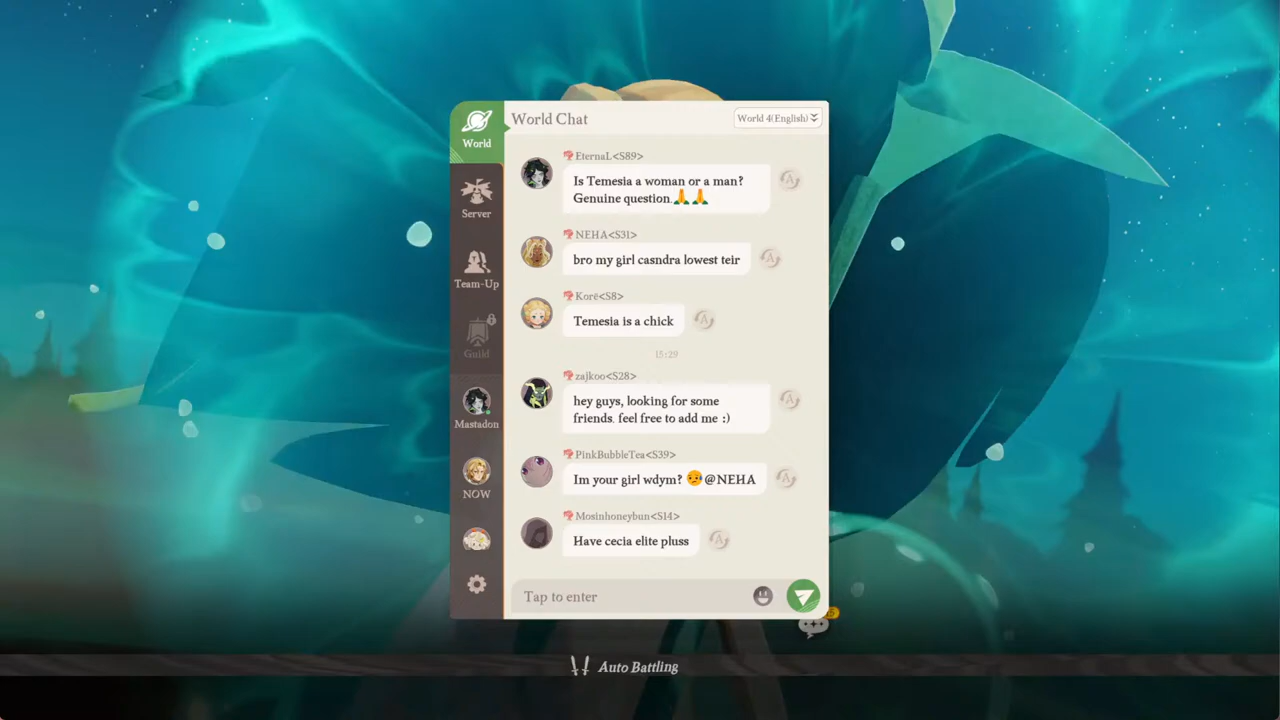 World
World Chat
World 4(English)
EternaL<S89>
Is Temesia a woman or a man?
Genuine question.🙏🙏
Server
NEHA<S31>
bro my girl casndra lowest teir
Team-Up
Korē<S8>
Temesia is a chick
Guild
15:29
zajkoo<S28>
hey guys, looking for some
friends. feel free to add me :)
Mastadon
PinkBubbleTea<S39>
Im your girl wdym? 😥@NEHA
NOW
Mosinhoneybun<S14>
Have cecia elite pluss
Tap to enter
Auto Battling